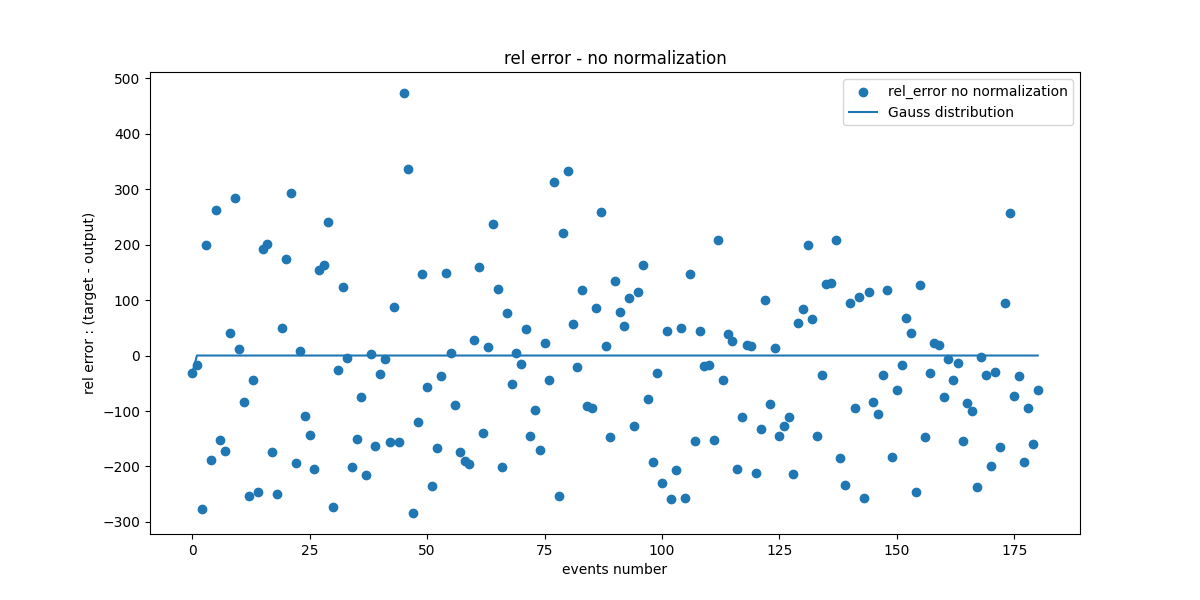 rel error - no normalization
rel_error no normalization
Gauss distribution
500
400
300
200
100
0
−100
−200
−300
rel error : (target - output)
0 25 50 75 100 125 150 175
events number